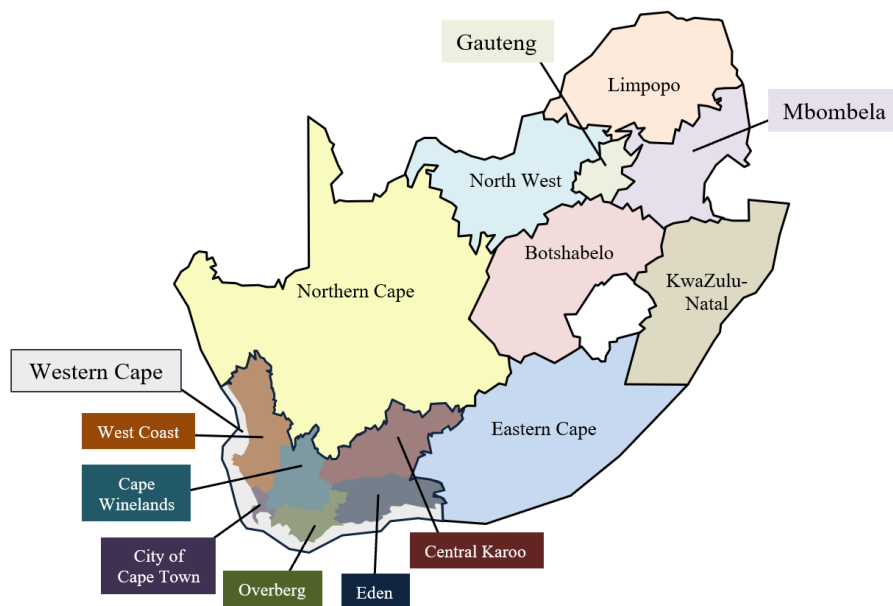 Gauteng
Limpopo
Mbombela
North West
Botshabelo
KwaZulu-
Natal
Northern Cape
Western Cape
West Coast
Eastern Cape
Cape
Winelands
City of
Cape Town
Central Karoo
Overberg
Eden